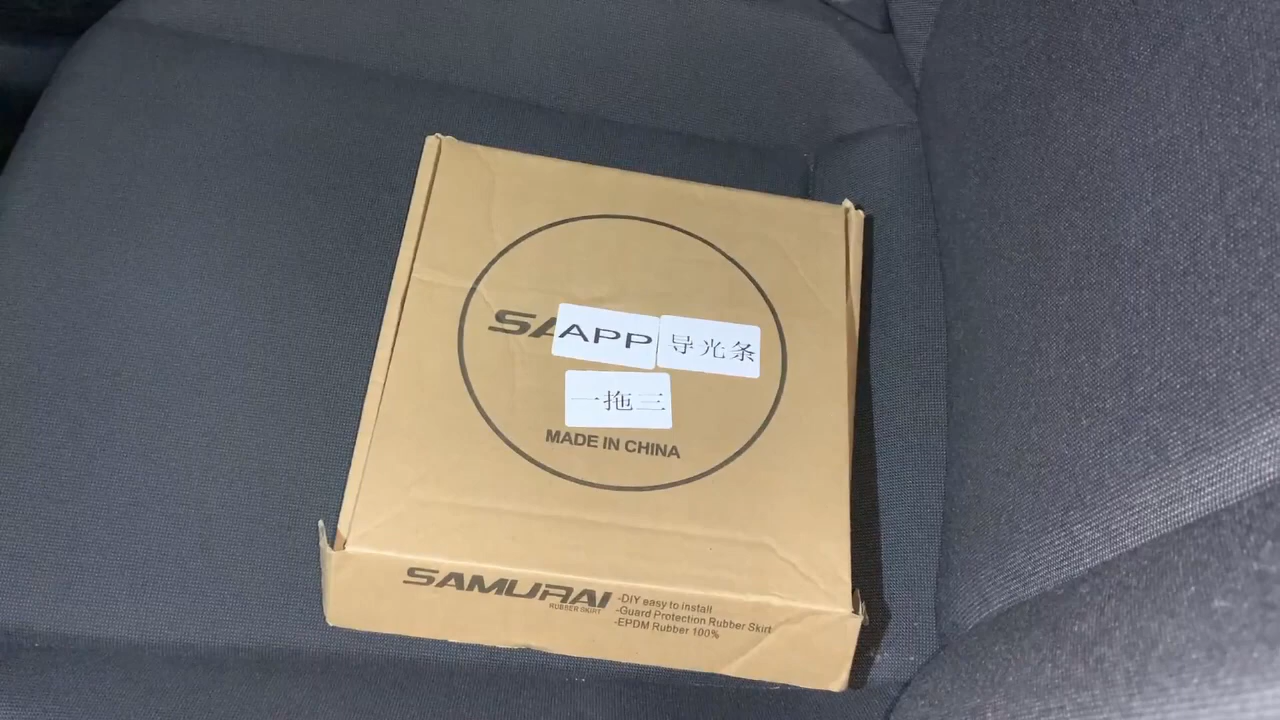 SA
APP 导光条
一拖三
MADE IN CHINA
SAMURAI
RUBBER SKIRT
-DIY easy to install
-Guard Protection Rubber Skirt
-EPDM Rubber 100%